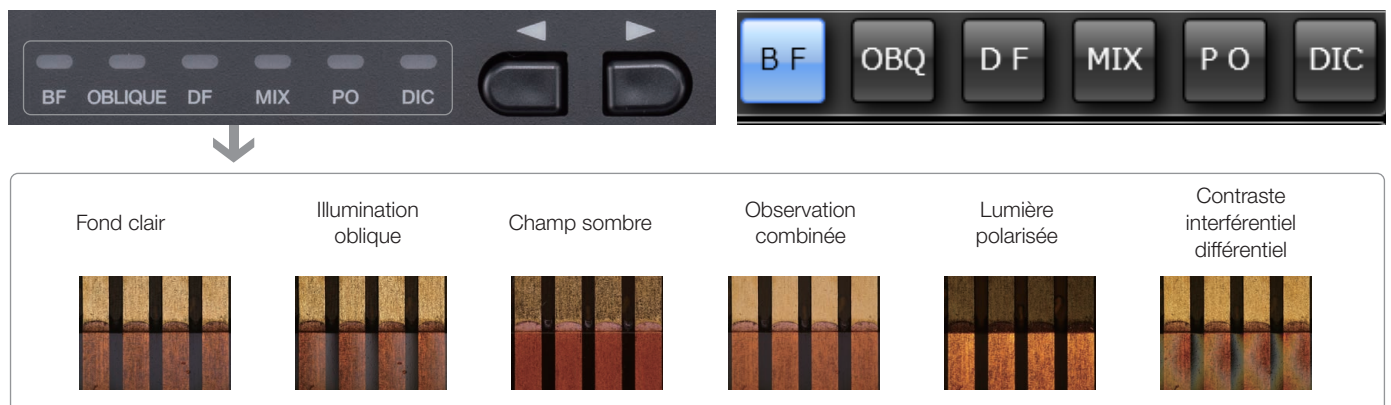 BF OBLIQUE DF MIX PO DIC
B F OBQ D F MIX P O DIC
Fond clair
Illumination
oblique
Champ sombre
Observation
combinée
Lumière
polarisée
Contraste
interférentiel
différentiel